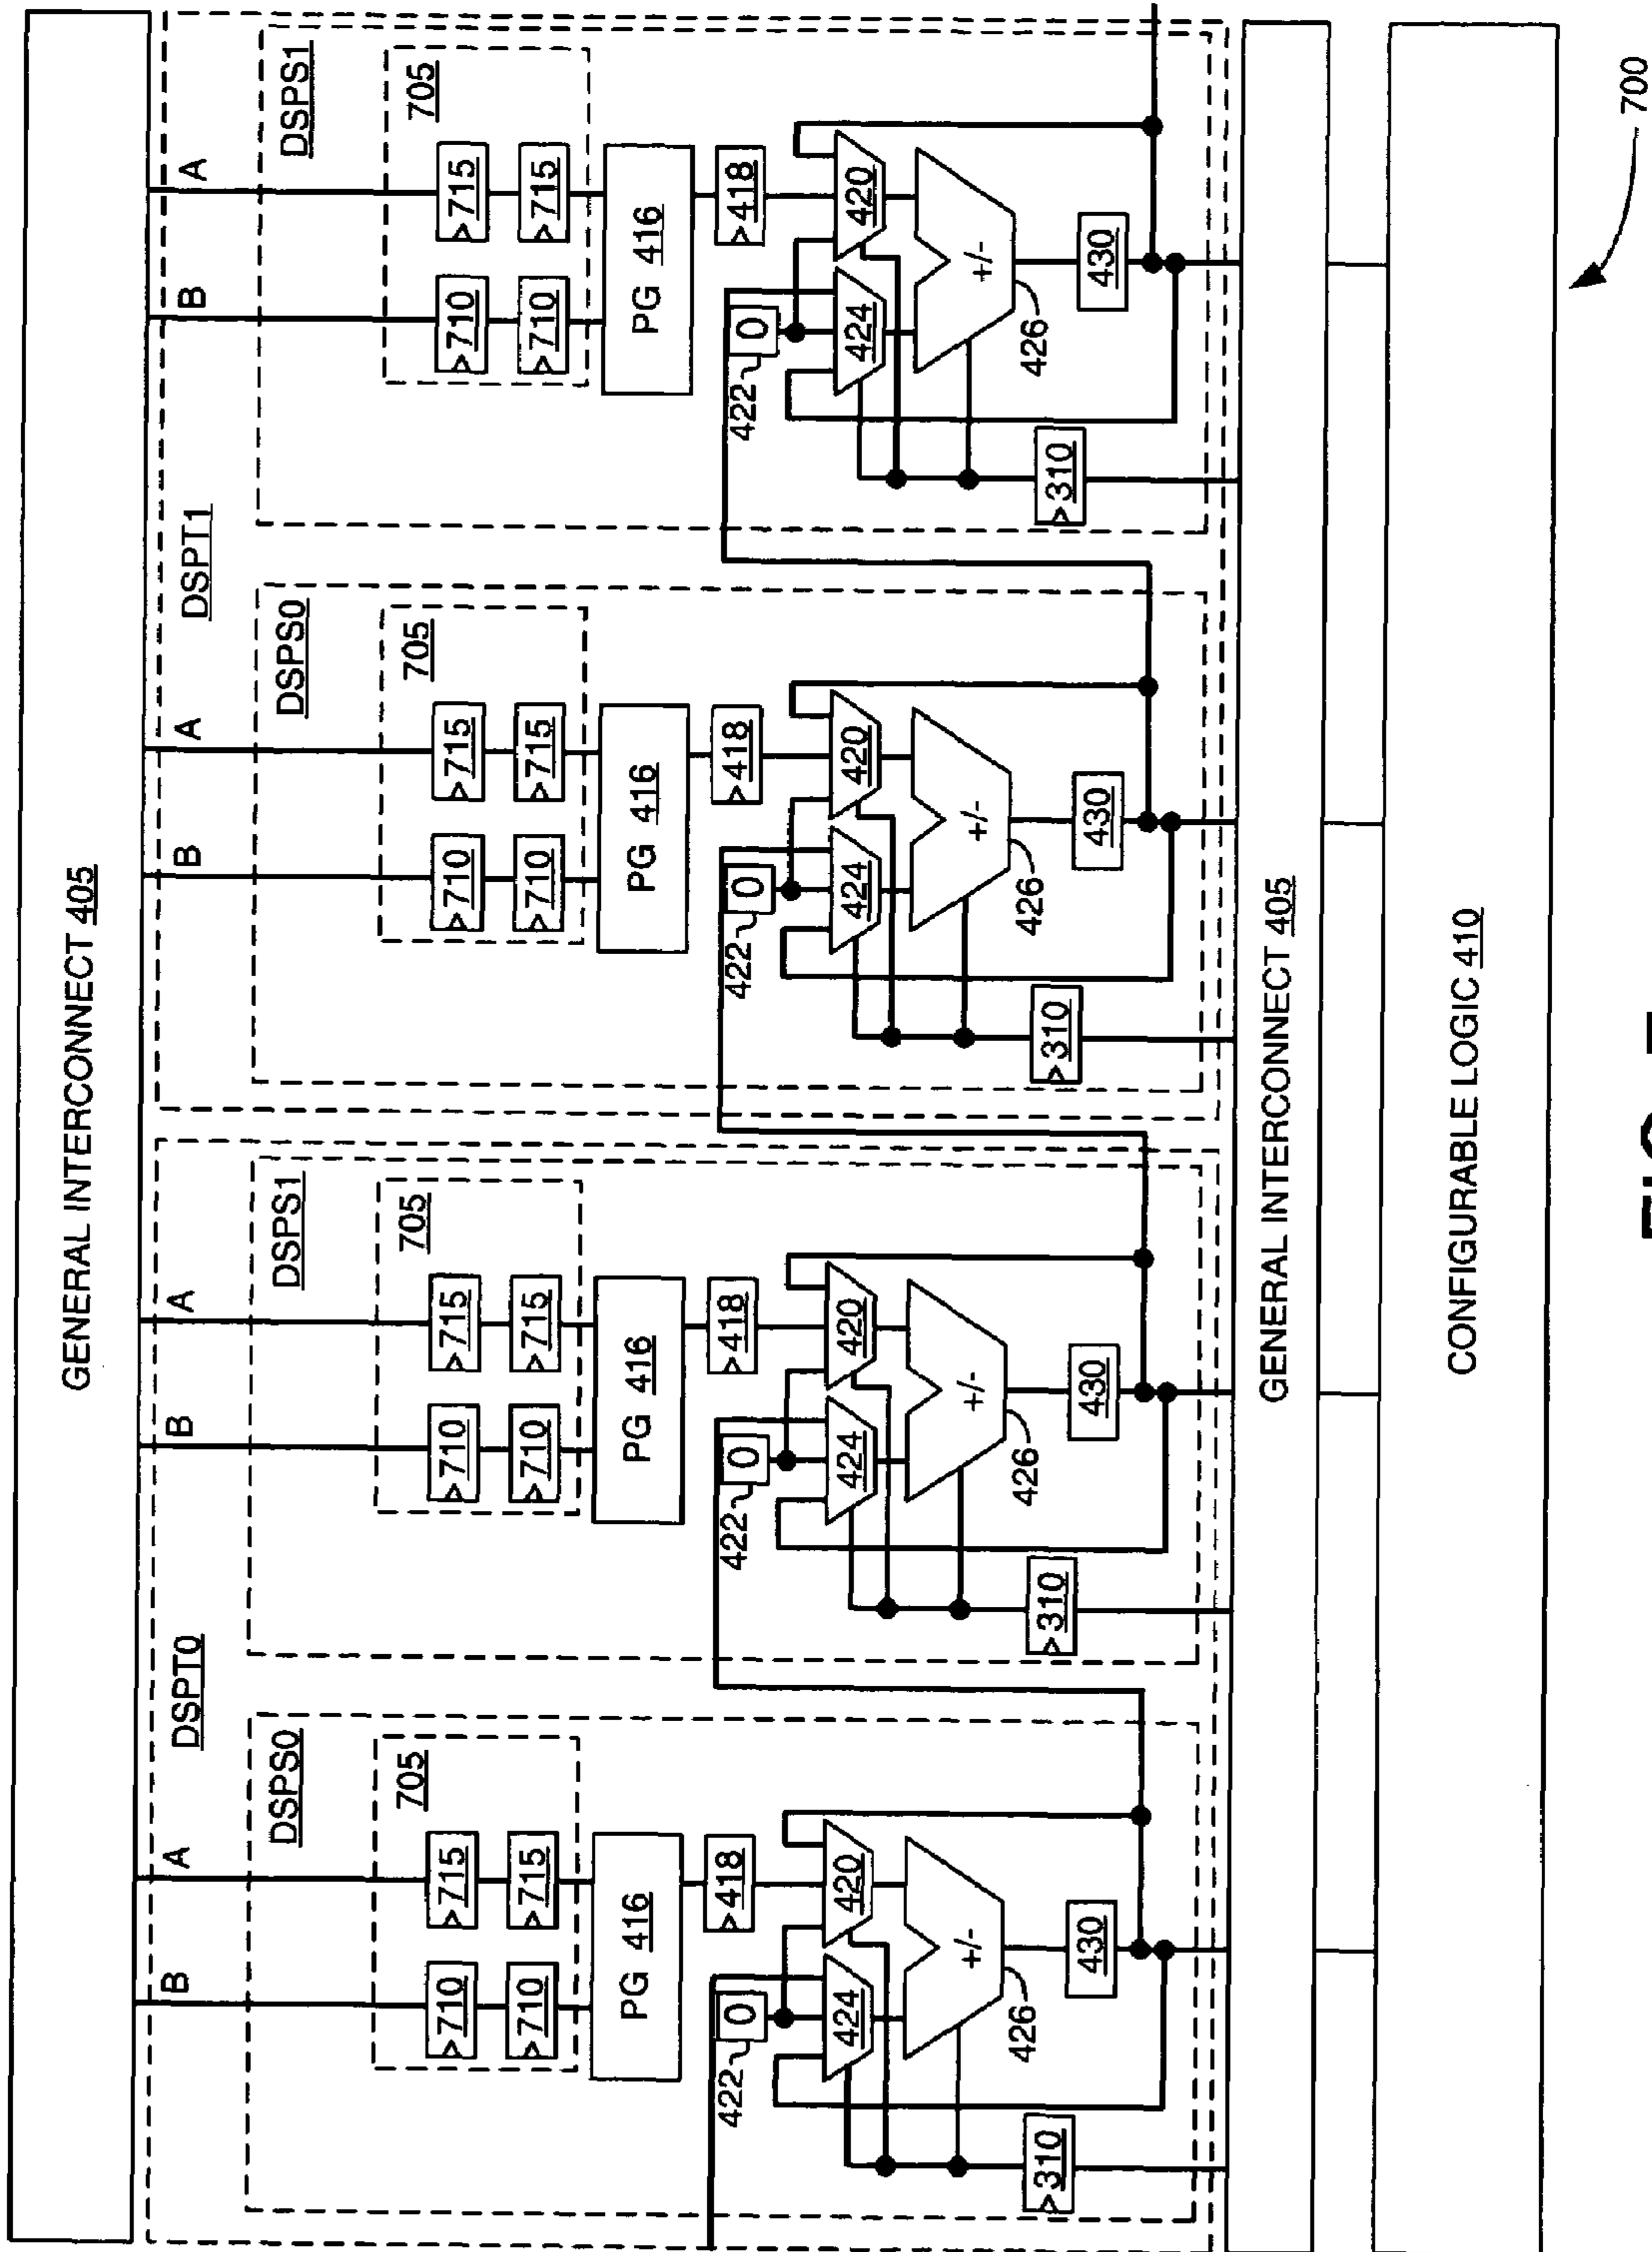 GENERAL INTERCONNECT 405
B A B A B A B A
DSPT0 DSPT1
DSPS0 DSPS1 DSPS0 DSPS1
705 705 705 705
710 715 710 715 710 715 710 715
710 715 710 715 710 715 710 715
PG 416 PG 416 PG 416 PG 416
418 418 418 418
422 0 422 0 422 0 422 0
424 420 424 420 424 420 424 420
+/- +/- +/- +/-
426 426 426 426
310 430 310 430 310 430 310 430
GENERAL INTERCONNECT 405
CONFIGURABLE LOGIC 410
700